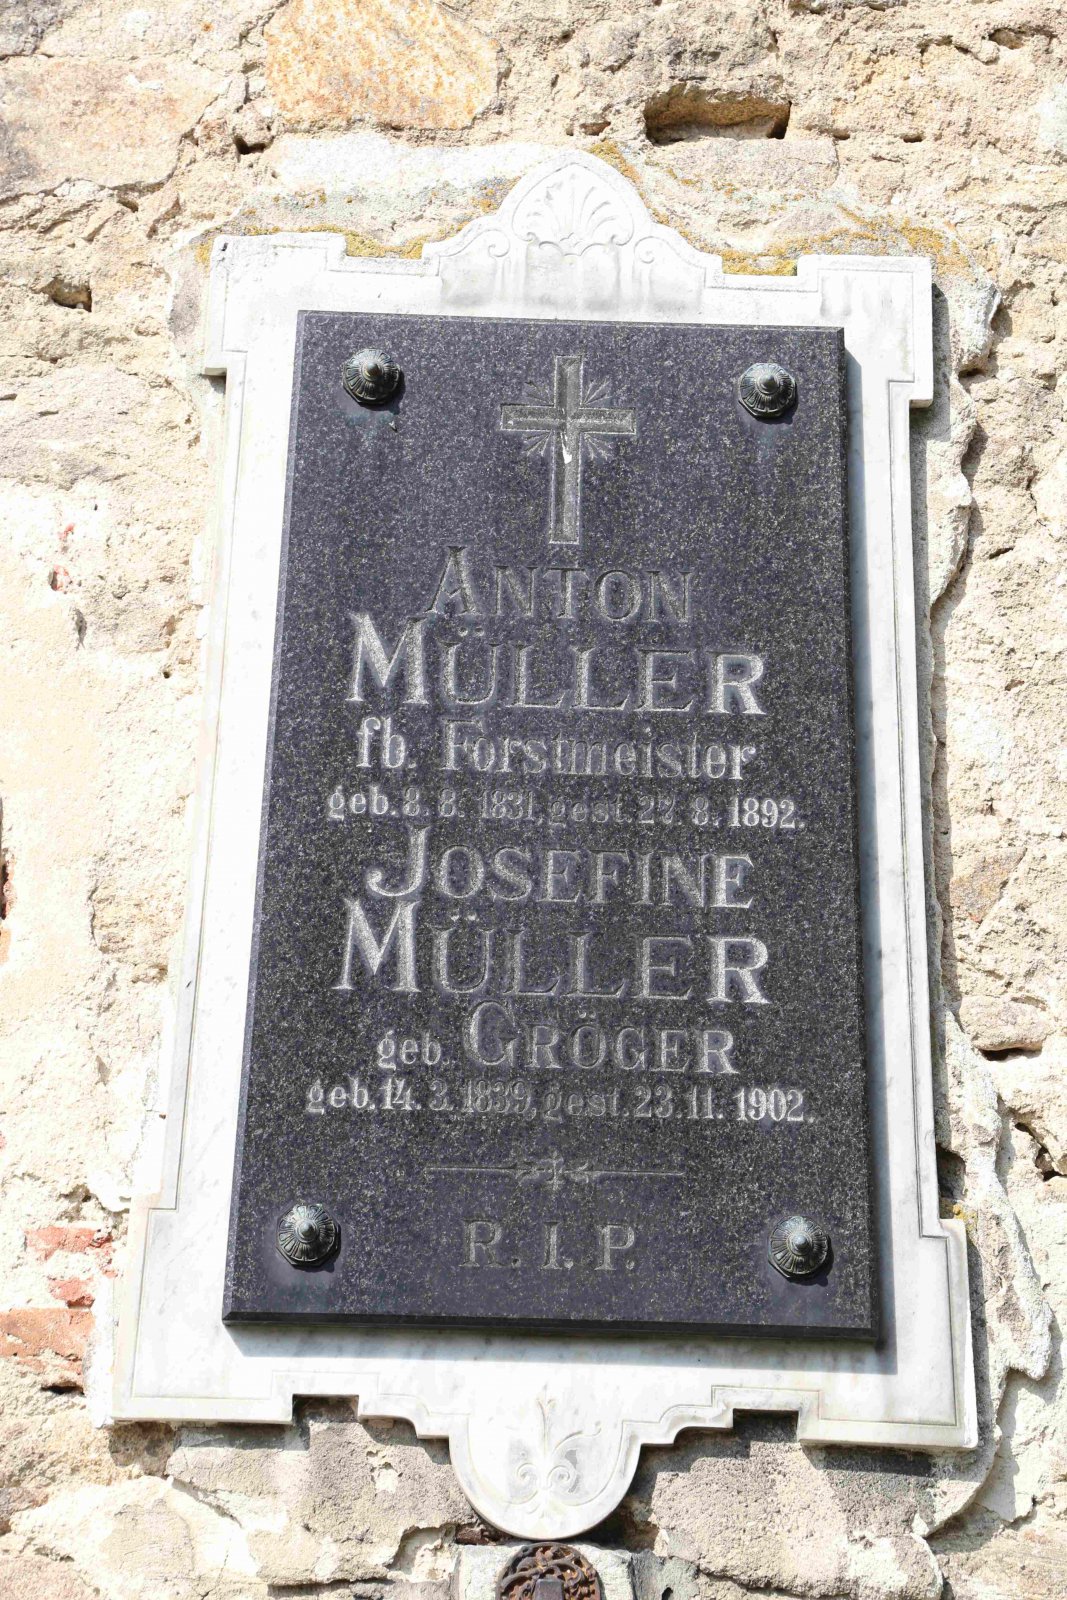 ANTON
MÜLLER
fb. Forstmeister
geb. 8. 8. 1831, gest. 27. 8. 1892.
JOSEFINE
MÜLLER
geb. GRÖGER
geb. 14. 3. 1839, gest. 23. 11. 1902.
R. I. P.